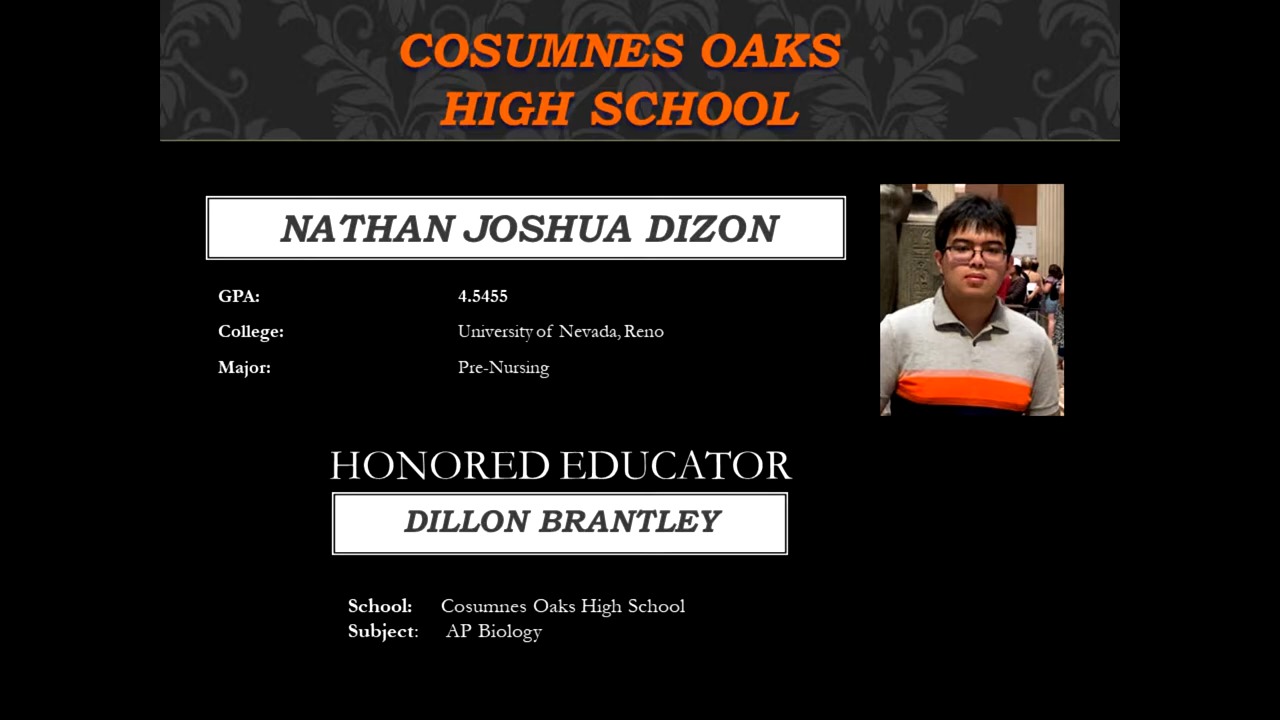 COSUMNES OAKS
HIGH SCHOOL
NATHAN JOSHUA DIZON
GPA: 4.5455
College: University of Nevada, Reno
Major: Pre-Nursing
HONORED EDUCATOR
DILLON BRANTLEY
School: Cosumnes Oaks High School
Subject: AP Biology